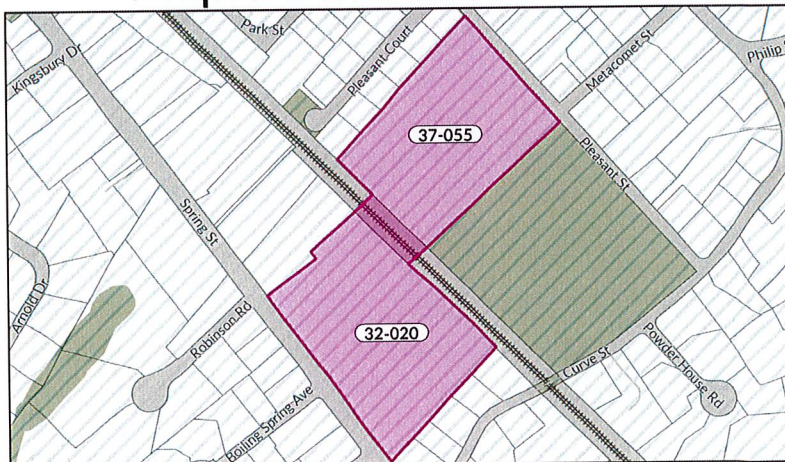 Park St
Kingsbury Dr
Pleasant Court
Metacomet St
Philip
37-055
Pleasant St
Spring St
Arnold Dr
Robinson Rd
32-020
Curve St
Powder House Rd
Boiling Spring Ave